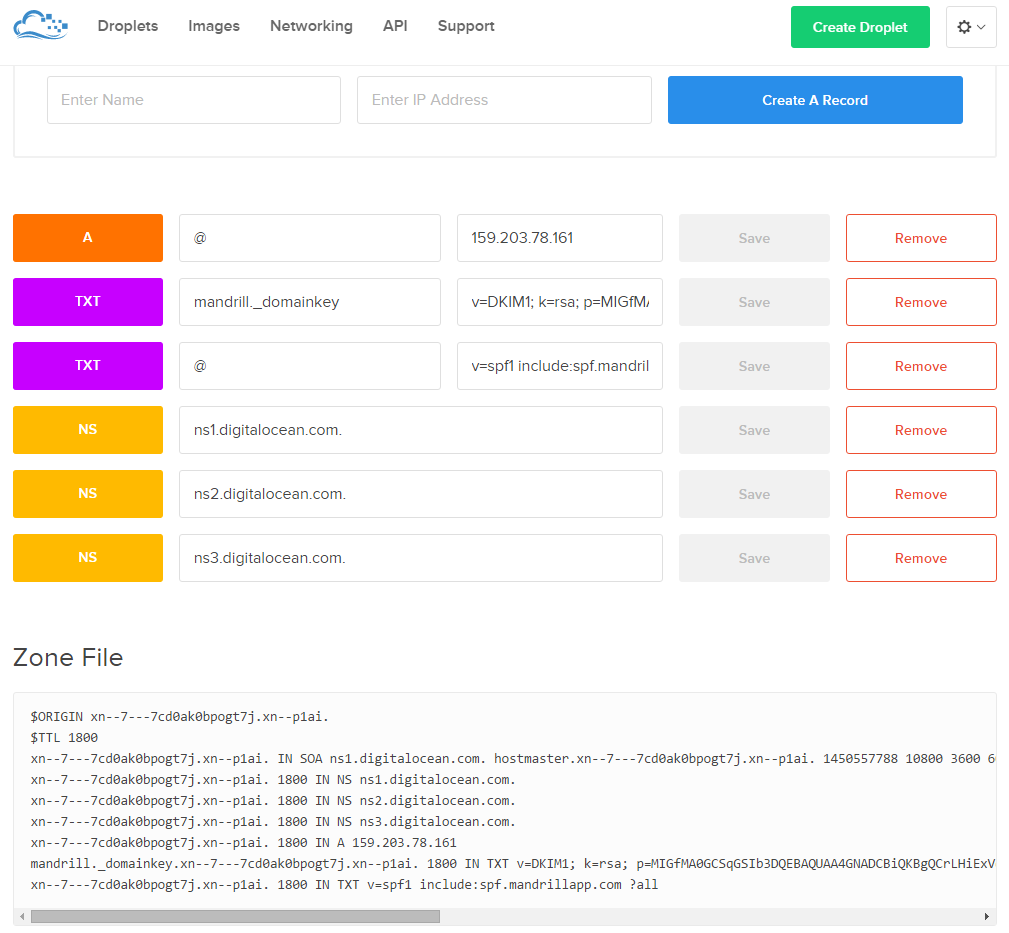 Droplets Images Networking API Support Create Droplet
Enter Name Enter IP Address Create A Record
A @ 159.203.78.161 Save Remove
TXT mandrill._domainkey v=DKIM1; k=rsa; p=MIGfMA Save Remove
TXT @ v=spf1 include:spf.mandril Save Remove
NS ns1.digitalocean.com. Save Remove
NS ns2.digitalocean.com. Save Remove
NS ns3.digitalocean.com. Save Remove
Zone File
$ORIGIN xn--7---7cd0ak0bpogt7j.xn--p1ai.
$TTL 1800
xn--7---7cd0ak0bpogt7j.xn--p1ai. IN SOA ns1.digitalocean.com. hostmaster.xn--7---7cd0ak0bpogt7j.xn--p1ai. 1450557788 10800 3600 6
xn--7---7cd0ak0bpogt7j.xn--p1ai. 1800 IN NS ns1.digitalocean.com.
xn--7---7cd0ak0bpogt7j.xn--p1ai. 1800 IN NS ns2.digitalocean.com.
xn--7---7cd0ak0bpogt7j.xn--p1ai. 1800 IN NS ns3.digitalocean.com.
xn--7---7cd0ak0bpogt7j.xn--p1ai. 1800 IN A 159.203.78.161
mandrill._domainkey.xn--7---7cd0ak0bpogt7j.xn--p1ai. 1800 IN TXT v=DKIM1; k=rsa; p=MIGfMA0GCSqGSIb3DQEBAQUAA4GNADCBiQKBgQCrLHiExV
xn--7---7cd0ak0bpogt7j.xn--p1ai. 1800 IN TXT v=spf1 include:spf.mandrillapp.com ?all